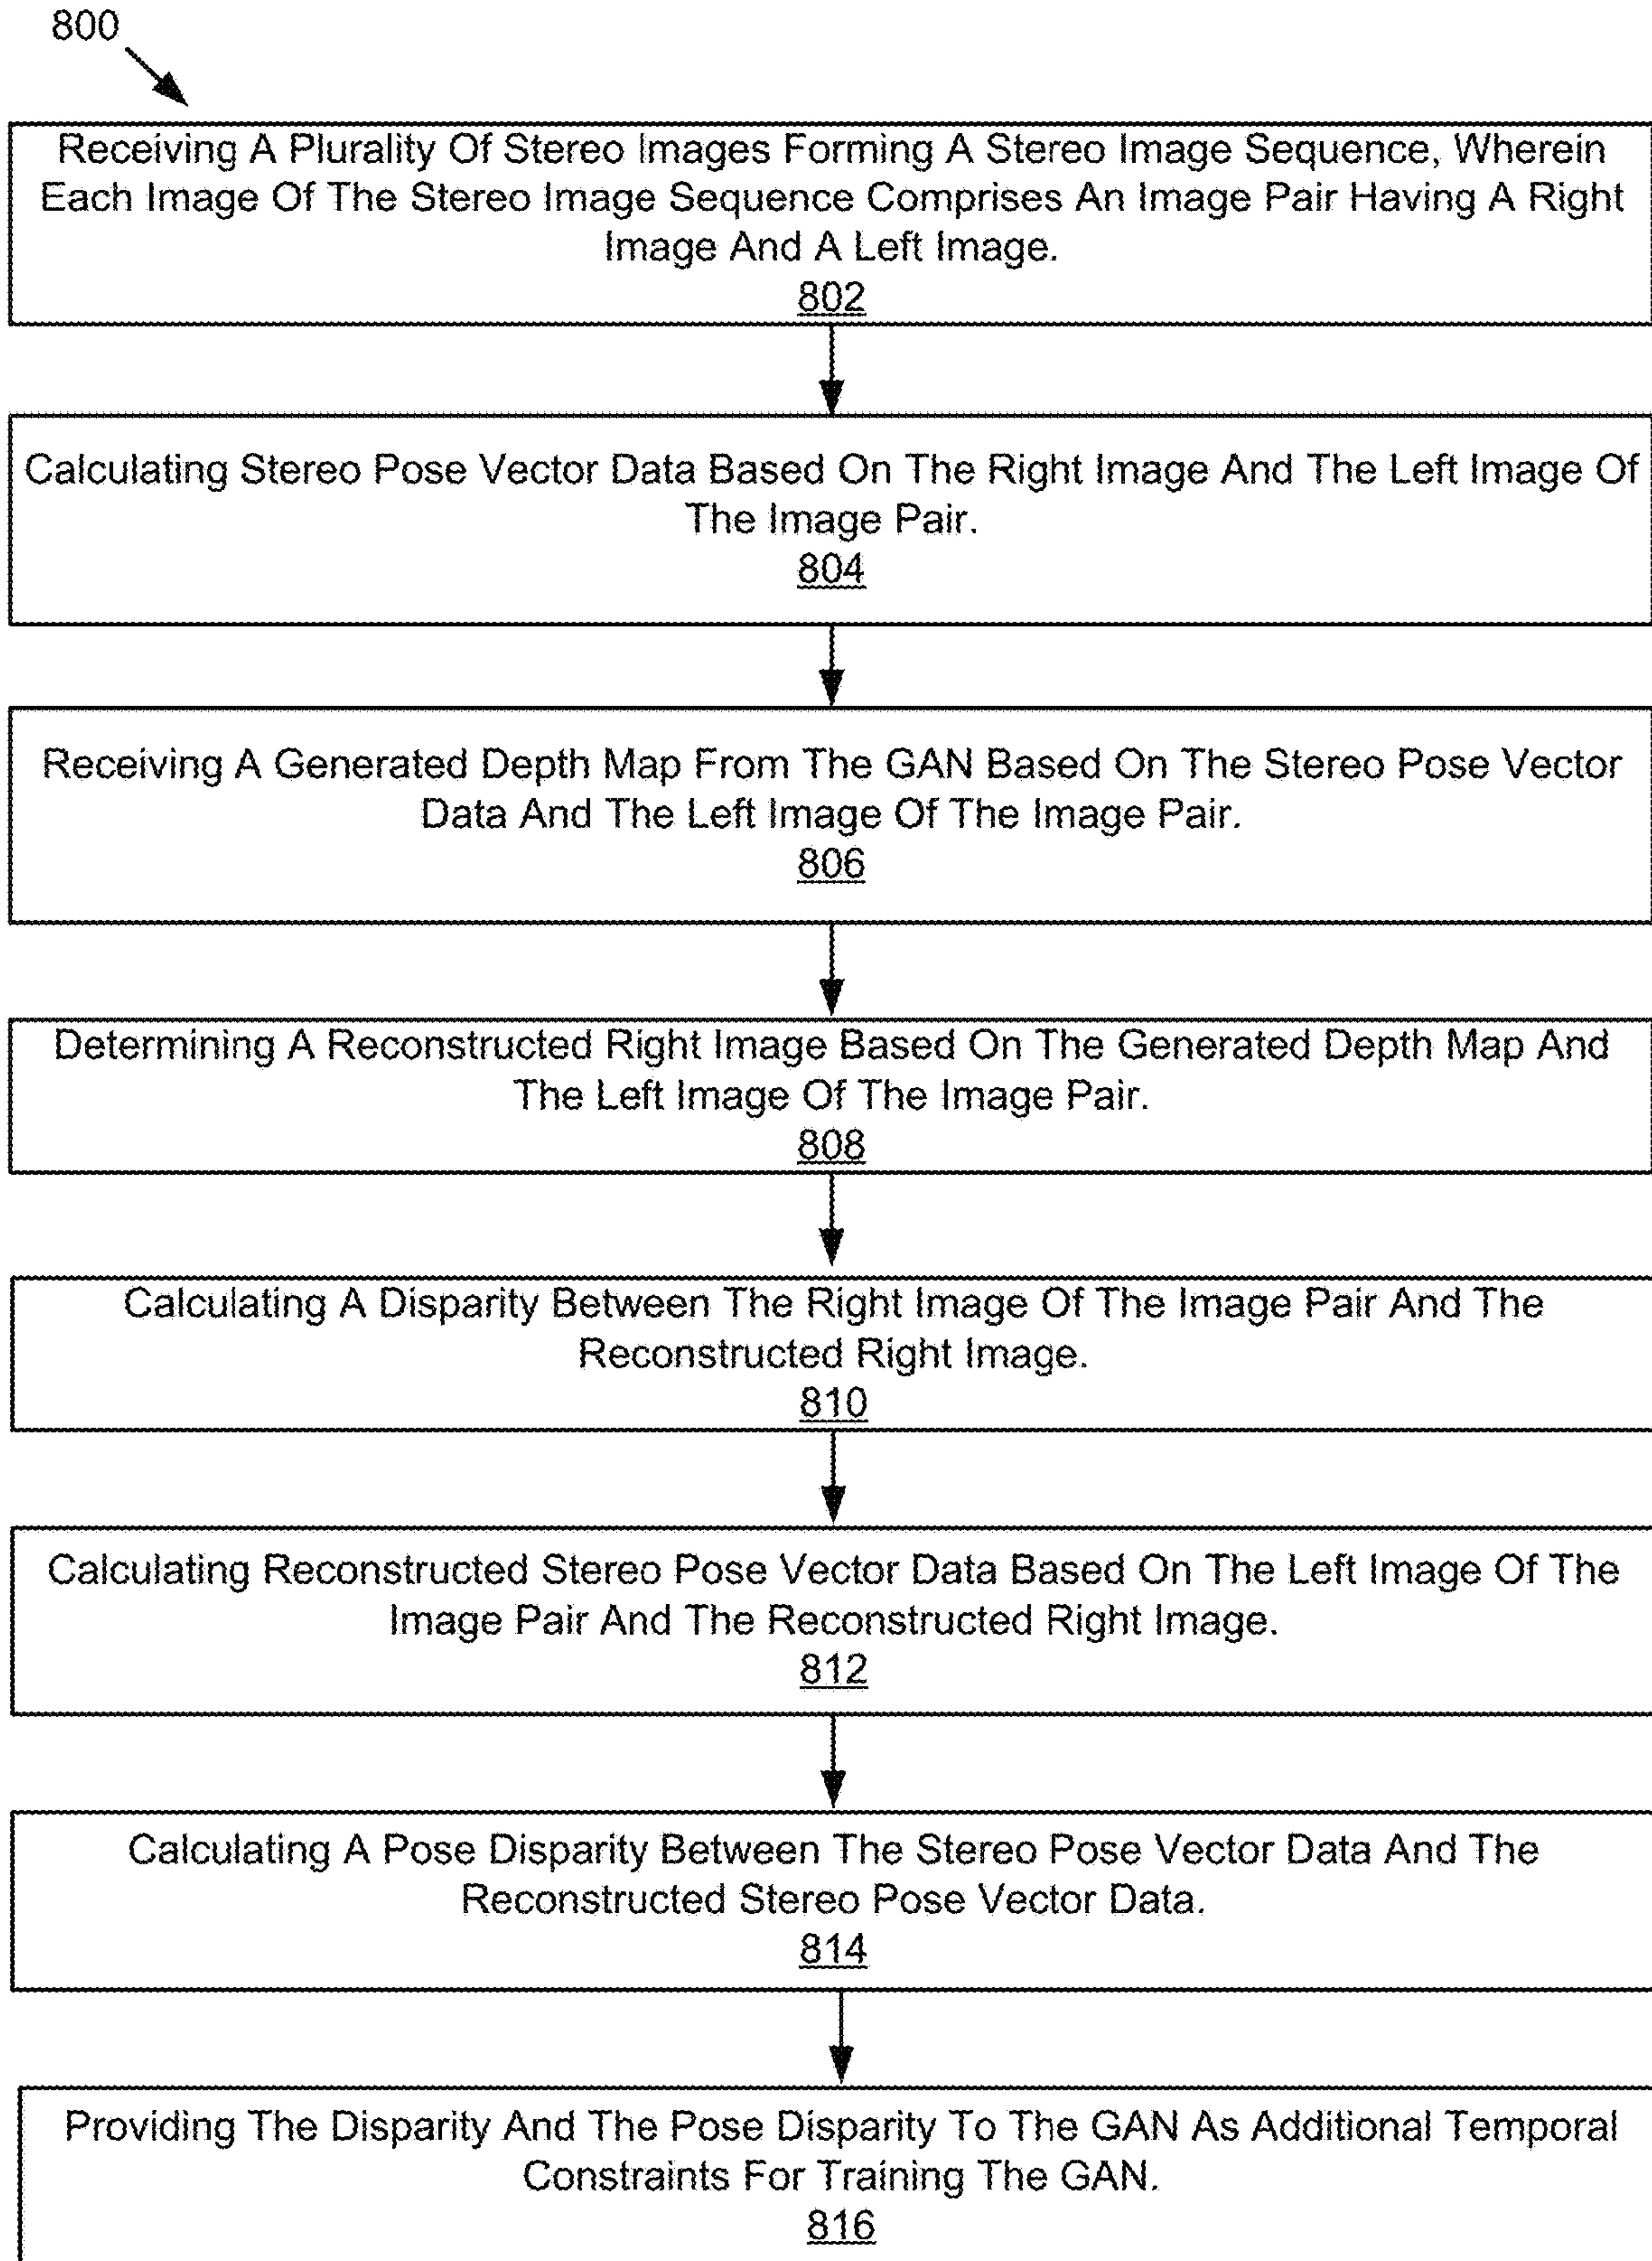 800
Receiving A Plurality Of Stereo Images Forming A Stereo Image Sequence, Wherein
Each Image Of The Stereo Image Sequence Comprises An Image Pair Having A Right
Image And A Left Image.
802
Calculating Stereo Pose Vector Data Based On The Right Image And The Left Image Of
The Image Pair.
804
Receiving A Generated Depth Map From The GAN Based On The Stereo Pose Vector
Data And The Left Image Of The Image Pair.
806
Determining A Reconstructed Right Image Based On The Generated Depth Map And
The Left Image Of The Image Pair.
808
Calculating A Disparity Between The Right Image Of The Image Pair And The
Reconstructed Right Image.
810
Calculating Reconstructed Stereo Pose Vector Data Based On The Left Image Of The
Image Pair And The Reconstructed Right Image.
812
Calculating A Pose Disparity Between The Stereo Pose Vector Data And The
Reconstructed Stereo Pose Vector Data.
814
Providing The Disparity And The Pose Disparity To The GAN As Additional Temporal
Constraints For Training The GAN.
816